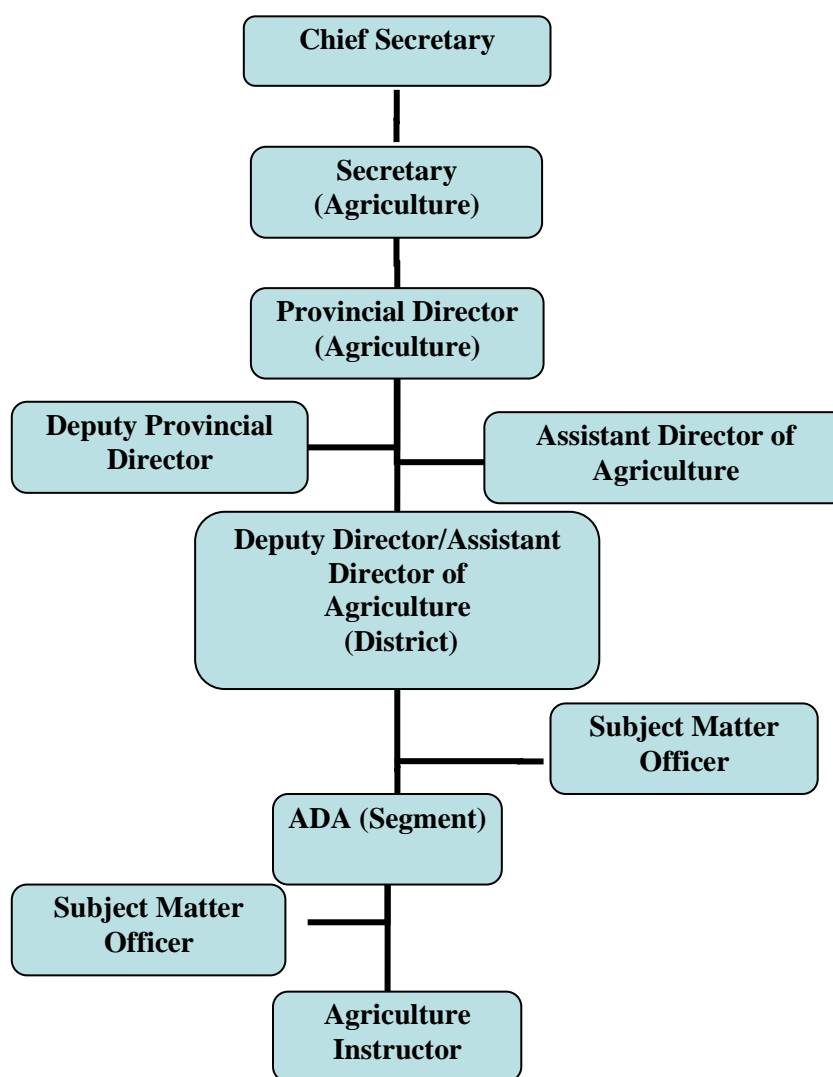 Chief Secretary
Secretary
(Agriculture)
Provincial Director
(Agriculture)
Deputy Provincial
Director
Assistant Director of
Agriculture
Deputy Director/Assistant
Director of
Agriculture
(District)
Subject Matter
Officer
ADA (Segment)
Subject Matter
Officer
Agriculture
Instructor